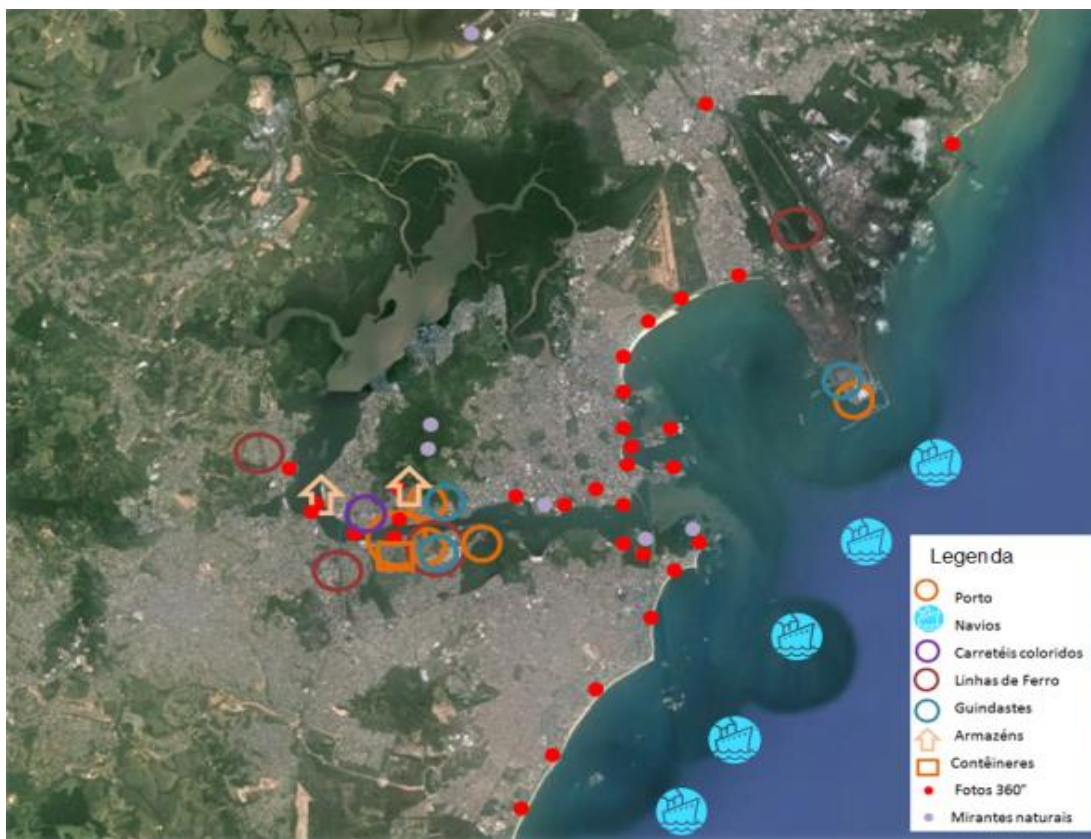 Legenda
Porto
Navios
Carretéis coloridos
Linhas de Ferro
Guindastes
Armazéns
Contêineres
Fotos 360°
Mirantes naturais